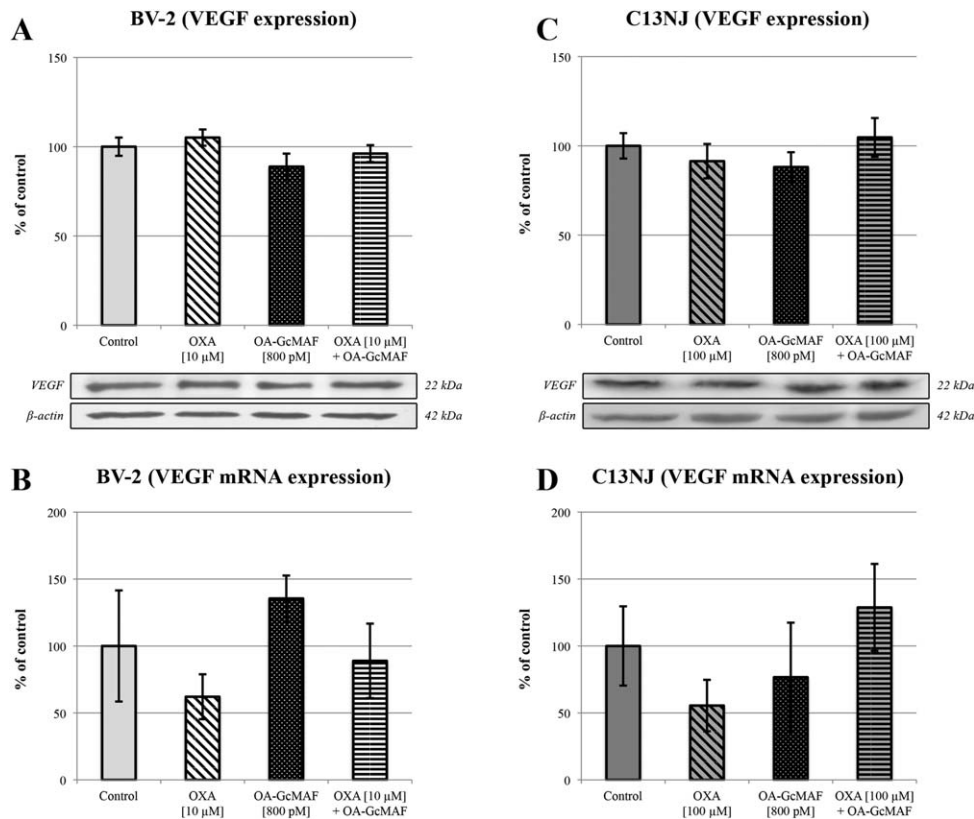 A
BV-2 (VEGF expression)
150
100
50
0
% of control
Control
OXA
[10 µM]
OA-GcMAF
[800 pM]
OXA [10 µM]
+ OA-GcMAF
VEGF
22 kDa
β-actin
42 kDa
C
C13NJ (VEGF expression)
150
100
50
0
% of control
Control
OXA
[100 µM]
OA-GcMAF
[800 pM]
OXA [100 µM]
+ OA-GcMAF
VEGF
22 kDa
β-actin
42 kDa
B
BV-2 (VEGF mRNA expression)
200
150
100
50
0
% of control
Control
OXA
[10 µM]
OA-GcMAF
[800 pM]
OXA [10 µM]
+ OA-GcMAF
D
C13NJ (VEGF mRNA expression)
200
150
100
50
0
% of control
Control
OXA
[100 µM]
OA-GcMAF
[800 pM]
OXA [100 µM]
+ OA-GcMAF